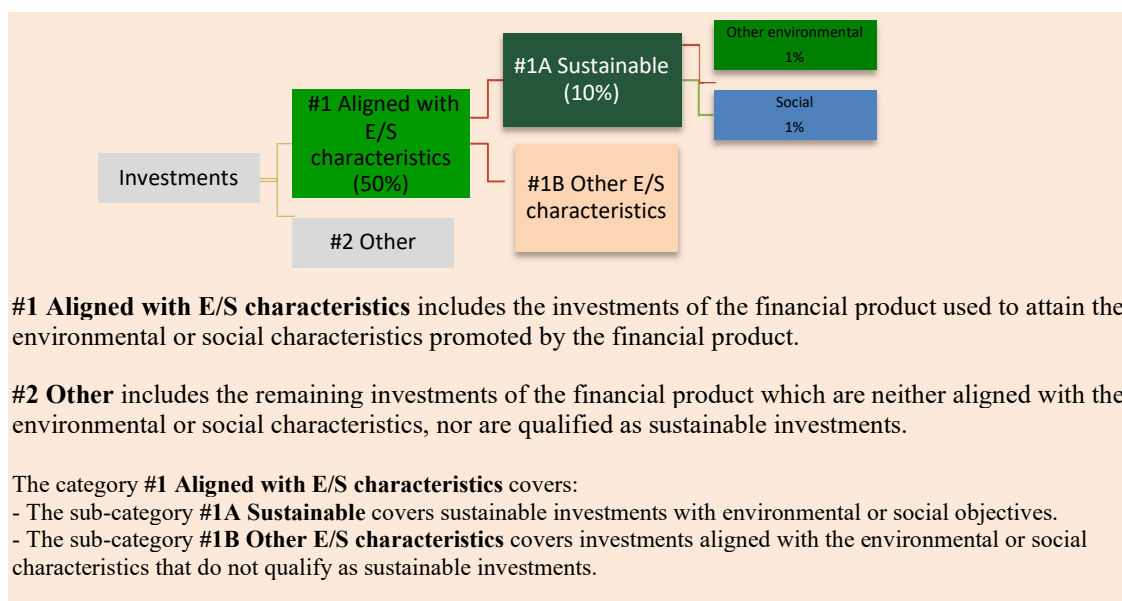 Other environmental
1%
#1A Sustainable
(10%)
Social
1%
#1 Aligned with
E/S
characteristics
(50%)
Investments
#1B Other E/S
characteristics
#2 Other
#1 Aligned with E/S characteristics includes the investments of the financial product used to attain the
environmental or social characteristics promoted by the financial product.
#2 Other includes the remaining investments of the financial product which are neither aligned with the
environmental or social characteristics, nor are qualified as sustainable investments.
The category #1 Aligned with E/S characteristics covers:
- The sub-category #1A Sustainable covers sustainable investments with environmental or social objectives.
- The sub-category #1B Other E/S characteristics covers investments aligned with the environmental or social
characteristics that do not qualify as sustainable investments.